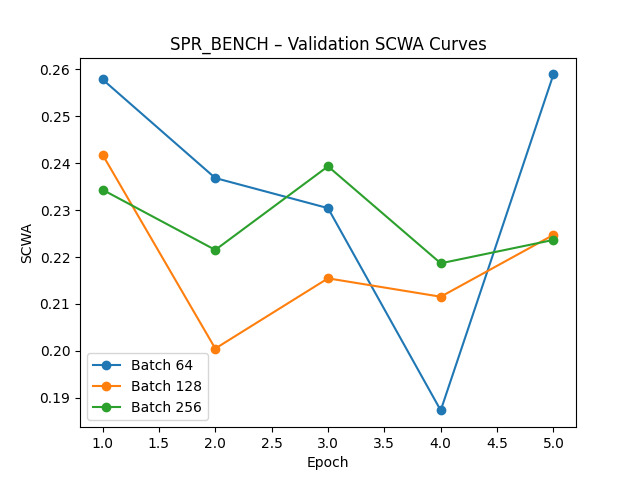 SPR_BENCH – Validation SCWA Curves
0.26
0.25
0.24
0.23
0.22
0.21
0.20
0.19
SCWA
Batch 64
Batch 128
Batch 256
1.0 1.5 2.0 2.5 3.0 3.5 4.0 4.5 5.0
Epoch